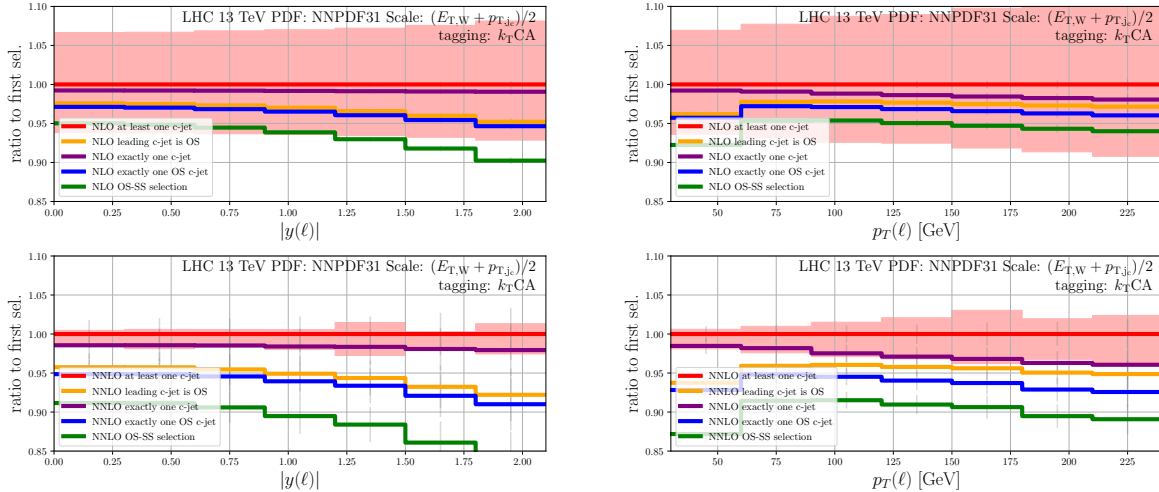 LHC 13 TeV PDF: NNPDF31 Scale: (E_{T,W} + p_{T,j_c})/2
tagging: k_TCA
ratio to first sel.
1.10
1.05
1.00
0.95
0.90
0.85
NLO at least one c-jet
NLO leading c-jet is OS
NLO exactly one c-jet
NLO exactly one OS c-jet
NLO OS-SS selection
0.00 0.25 0.50 0.75 1.00 1.25 1.50 1.75 2.00
|y(ℓ)|
LHC 13 TeV PDF: NNPDF31 Scale: (E_{T,W} + p_{T,j_c})/2
tagging: k_TCA
ratio to first sel.
1.10
1.05
1.00
0.95
0.90
0.85
NLO at least one c-jet
NLO leading c-jet is OS
NLO exactly one c-jet
NLO exactly one OS c-jet
NLO OS-SS selection
50 75 100 125 150 175 200 225
p_T(ℓ) [GeV]
LHC 13 TeV PDF: NNPDF31 Scale: (E_{T,W} + p_{T,j_c})/2
tagging: k_TCA
ratio to first sel.
1.10
1.05
1.00
0.95
0.90
0.85
NNLO at least one c-jet
NNLO leading c-jet is OS
NNLO exactly one c-jet
NNLO exactly one OS c-jet
NNLO OS-SS selection
0.00 0.25 0.50 0.75 1.00 1.25 1.50 1.75 2.00
|y(ℓ)|
LHC 13 TeV PDF: NNPDF31 Scale: (E_{T,W} + p_{T,j_c})/2
tagging: k_TCA
ratio to first sel.
1.10
1.05
1.00
0.95
0.90
0.85
NNLO at least one c-jet
NNLO leading c-jet is OS
NNLO exactly one c-jet
NNLO exactly one OS c-jet
NNLO OS-SS selection
50 75 100 125 150 175 200 225
p_T(ℓ) [GeV]